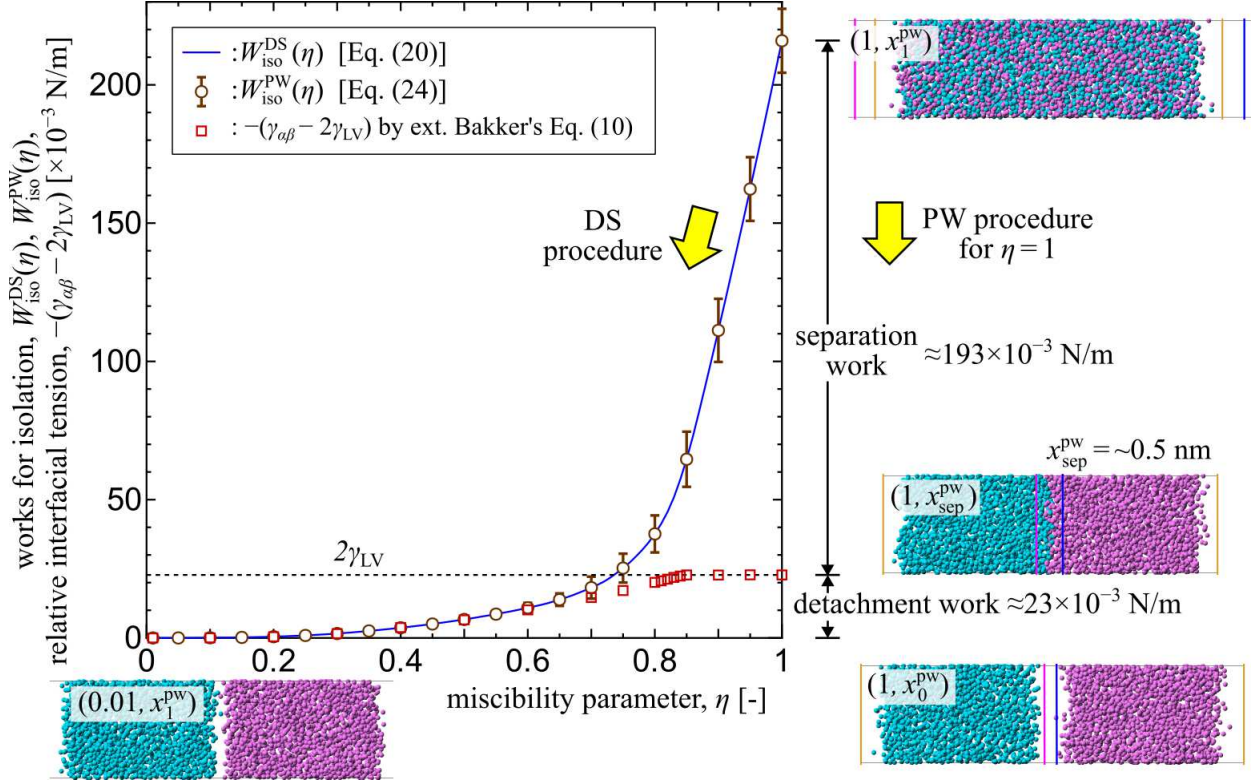 works for isolation, W_iso^DS(η), W_iso^PW(η),
relative interfacial tension, −(γ_αβ − 2γ_LV) [×10⁻³ N/m]
200
150
100
50
0
: W_iso^DS(η) [Eq. (20)]
: W_iso^PW(η) [Eq. (24)]
: −(γ_αβ − 2γ_LV) by ext. Bakker's Eq. (10)
DS
procedure
2γ_LV
0
0.2
0.4
0.6
0.8
1
miscibility parameter, η [-]
(0.01, x_1^pw)
(1, x_1^pw)
PW procedure
for η = 1
separation
work
≈193×10⁻³ N/m
x_sep^pw = ~0.5 nm
(1, x_sep^pw)
detachment work ≈23×10⁻³ N/m
(1, x_0^pw)